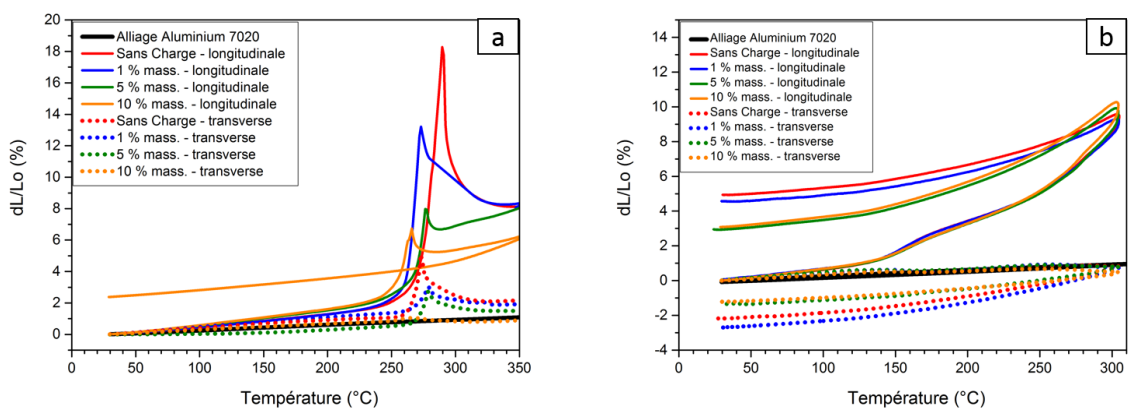 a
20
18
16
14
12
10
8
6
4
2
0
dL/Lo (%)
Alliage Aluminium 7020
Sans Charge - longitudinale
1 % mass. - longitudinale
5 % mass. - longitudinale
10 % mass. - longitudinale
Sans Charge - transverse
1 % mass. - transverse
5 % mass. - transverse
10 % mass. - transverse
0 50 100 150 200 250 300 350
Température (°C)
b
14
12
10
8
6
4
2
0
-2
-4
dL/Lo (%)
Alliage Aluminium 7020
Sans Charge - longitudinale
1 % mass. - longitudinale
5 % mass. - longitudinale
10 % mass. - longitudinale
Sans Charge - transverse
1 % mass. - transverse
5 % mass. - transverse
10 % mass. - transverse
0 50 100 150 200 250 300
Température (°C)